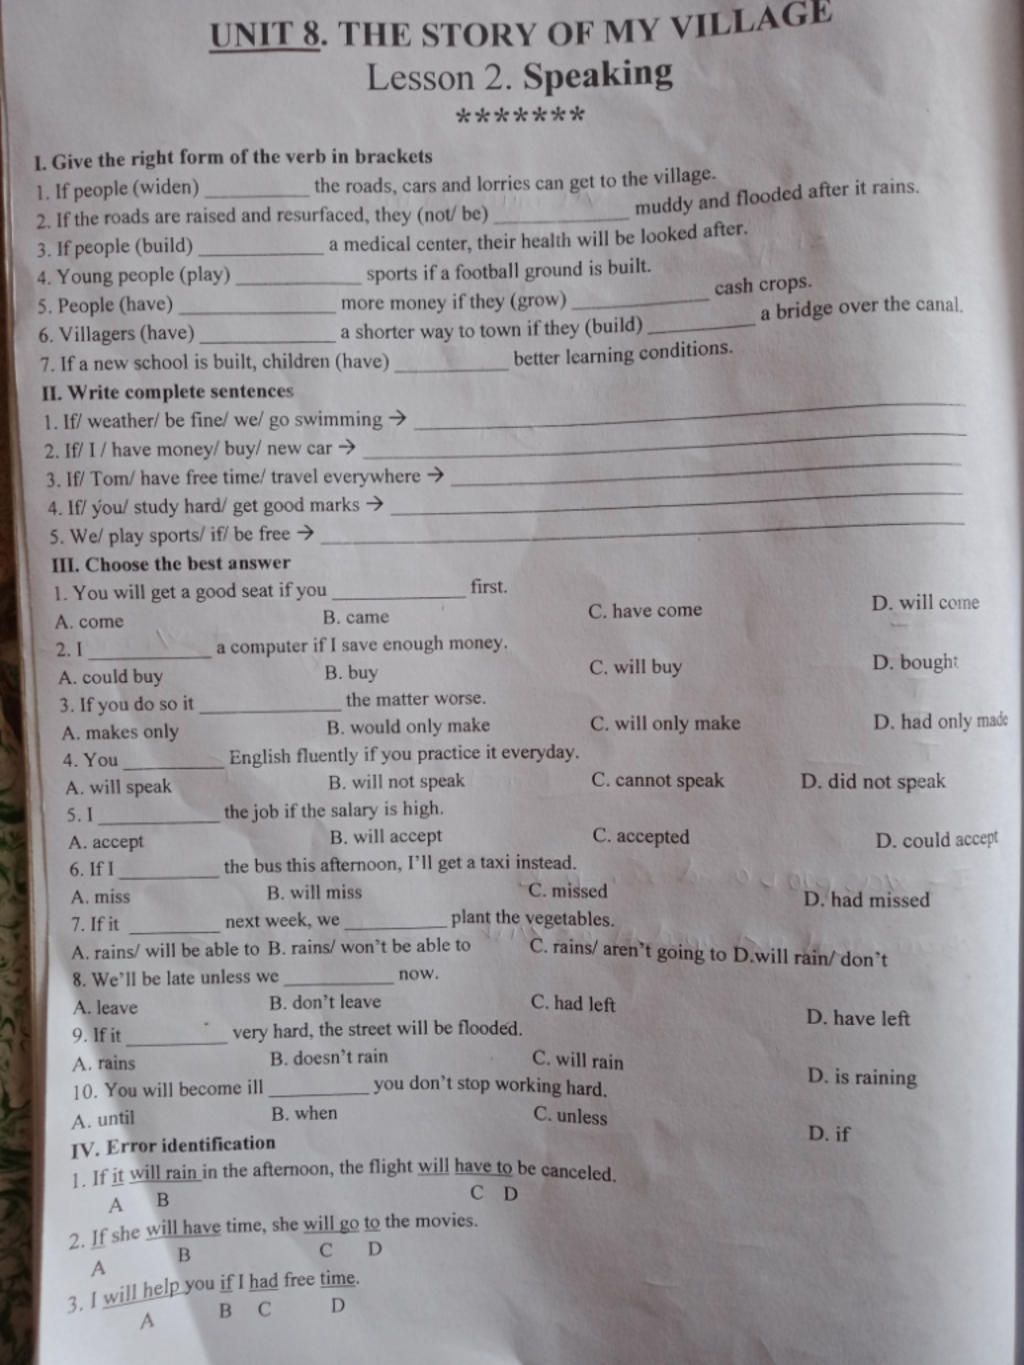 UNIT 8. THE STORY OF MY VILLAGE
Lesson 2. Speaking
*******
I. Give the right form of the verb in brackets
1. If people (widen) __________ the roads, cars and lorries can get to the village.
2. If the roads are raised and resurfaced, they (not/ be) _____________ muddy and flooded after it rains.
3. If people (build) ____________ a medical center, their health will be looked after.
4. Young people (play) ____________ sports if a football ground is built.
5. People (have) _______________ more money if they (grow) _____________ cash crops.
6. Villagers (have) _____________ a shorter way to town if they (build) __________ a bridge over the canal.
7. If a new school is built, children (have) ___________ better learning conditions.
II. Write complete sentences
1. If/ weather/ be fine/ we/ go swimming → ____________________
2. If/ I / have money/ buy/ new car → ____________________
3. If/ Tom/ have free time/ travel everywhere → ____________________
4. If/ you/ study hard/ get good marks → ____________________
5. We/ play sports/ if/ be free → ____________________
III. Choose the best answer
1. You will get a good seat if you _____________ first.
A. come B. came C. have come D. will come
2. I ____________ a computer if I save enough money.
A. could buy B. buy C. will buy D. bought
3. If you do so it ______________ the matter worse.
A. makes only B. would only make C. will only make D. had only made
4. You __________ English fluently if you practice it everyday.
A. will speak B. will not speak C. cannot speak D. did not speak
5. I ____________ the job if the salary is high.
A. accept B. will accept C. accepted D. could accept
6. If I __________ the bus this afternoon, I’ll get a taxi instead.
A. miss B. will miss C. missed D. had missed
7. If it _________ next week, we __________ plant the vegetables.
A. rains/ will be able to B. rains/ won’t be able to C. rains/ aren’t going to D.will rain/ don’t
8. We’ll be late unless we ___________ now.
A. leave B. don’t leave C. had left D. have left
9. If it __________ very hard, the street will be flooded.
A. rains B. doesn’t rain C. will rain D. is raining
10. You will become ill __________ you don’t stop working hard.
A. until B. when C. unless D. if
IV. Error identification
1. If it will rain in the afternoon, the flight will have to be canceled.
A B C D
2. If she will have time, she will go to the movies.
A B C D
3. I will help you if I had free time.
A B C D